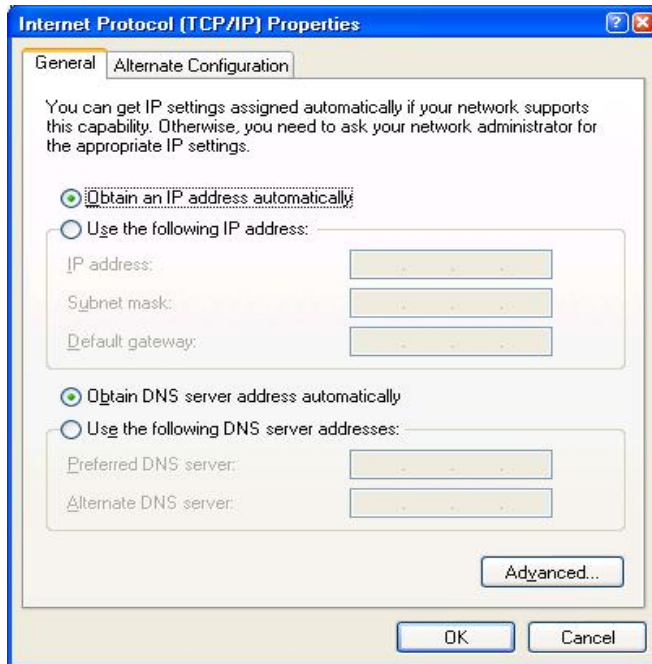 Internet Protocol (TCP/IP) Properties
General
Alternate Configuration
You can get IP settings assigned automatically if your network supports
this capability. Otherwise, you need to ask your network administrator for
the appropriate IP settings.
Obtain an IP address automatically
Use the following IP address:
IP address:
Subnet mask:
Default gateway:
Obtain DNS server address automatically
Use the following DNS server addresses:
Preferred DNS server:
Alternate DNS server:
Advanced...
OK
Cancel